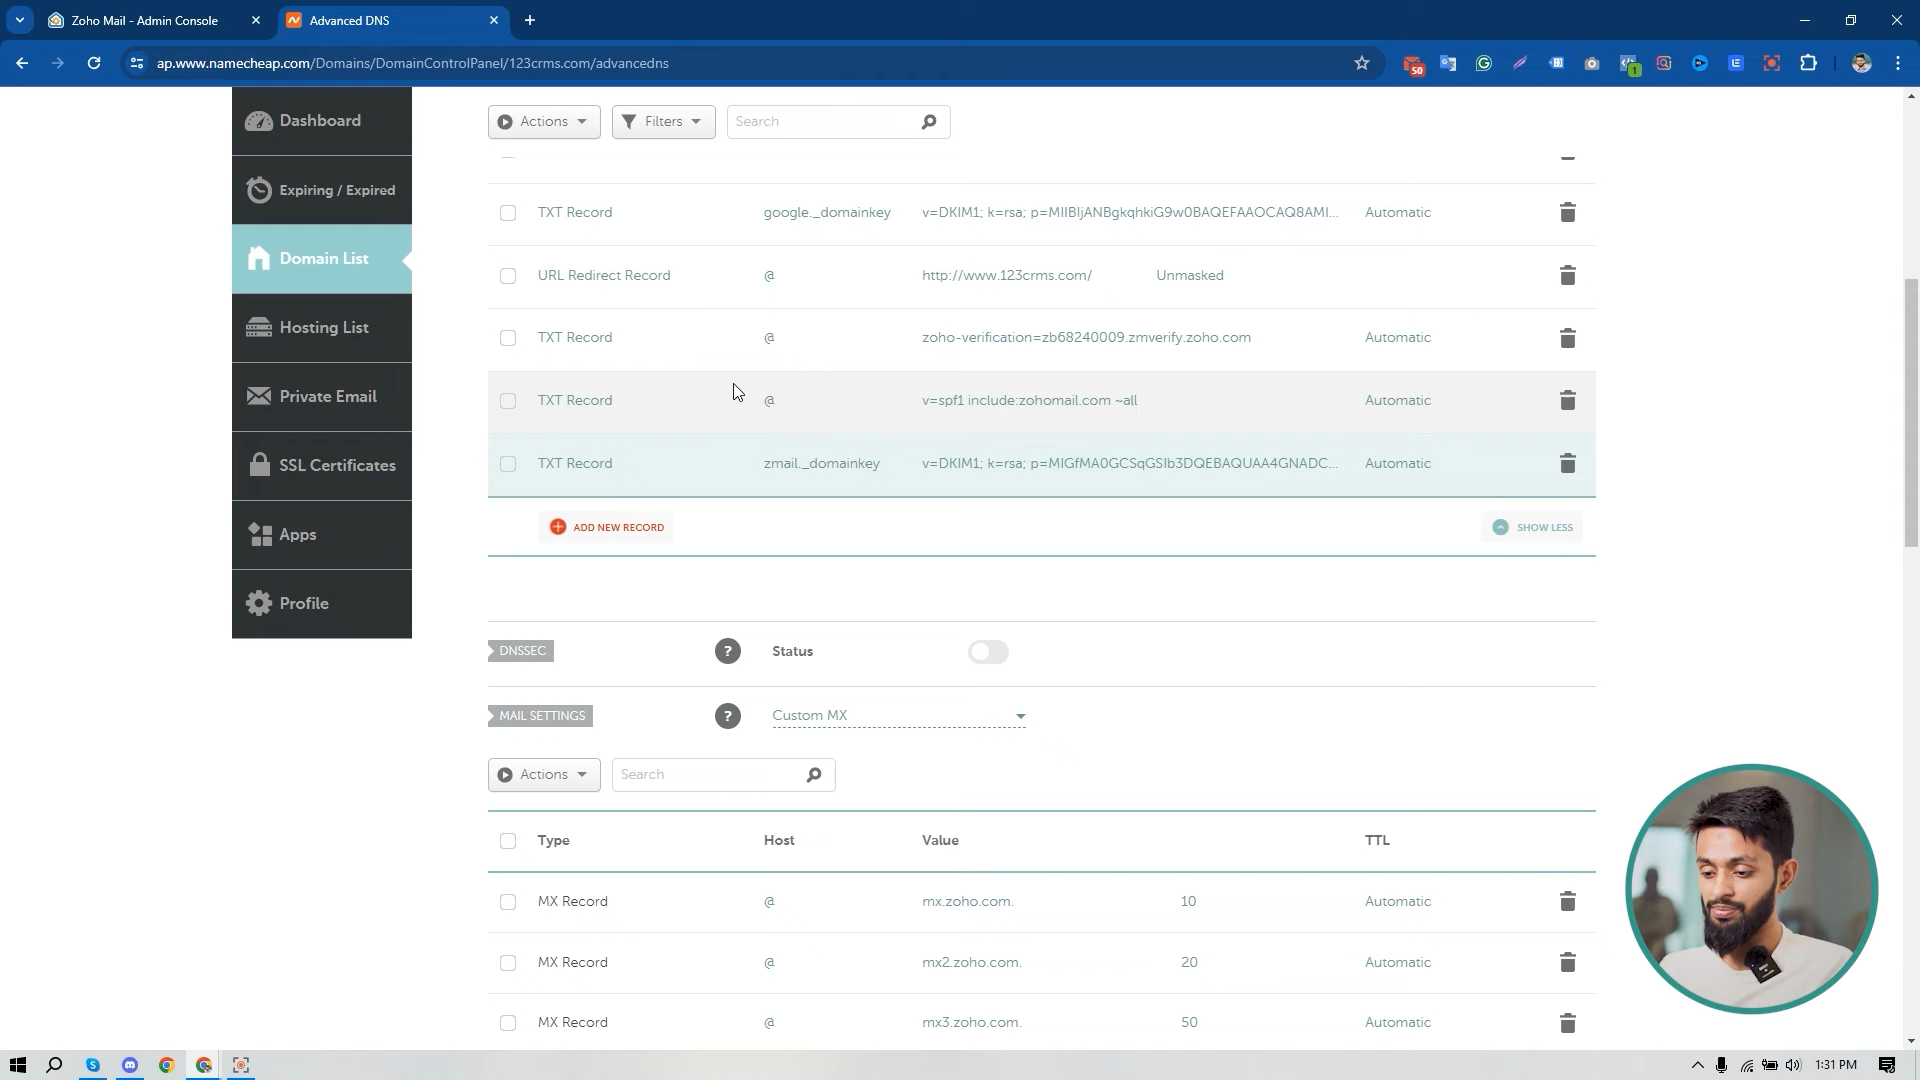 Zoho Mail - Admin Console
Advanced DNS
ap.www.namecheap.com/Domains/DomainControlPanel/123crms.com/advancedns
50
1
Dashboard
Expiring / Expired
Domain List
Hosting List
Private Email
SSL Certificates
Apps
Profile
Actions Filters Search
TXT Record google._domainkey v=DKIM1; k=rsa; p=MIIBIjANBgkqhkiG9w0BAQEFAAOCAQ8AMI... Automatic
URL Redirect Record @ http://www.123crms.com/ Unmasked
TXT Record @ zoho-verification=zb68240009.zmverify.zoho.com Automatic
TXT Record @ v=spf1 include:zohomail.com ~all Automatic
TXT Record zmail._domainkey v=DKIM1; k=rsa; p=MIGfMA0GCSqGSIb3DQEBAQUAA4GNADC... Automatic
ADD NEW RECORD SHOW LESS
DNSSEC ? Status
MAIL SETTINGS ? Custom MX
Actions Search
Type Host Value TTL
MX Record @ mx.zoho.com. 10 Automatic
MX Record @ mx2.zoho.com. 20 Automatic
MX Record @ mx3.zoho.com. 50 Automatic
1:31 PM